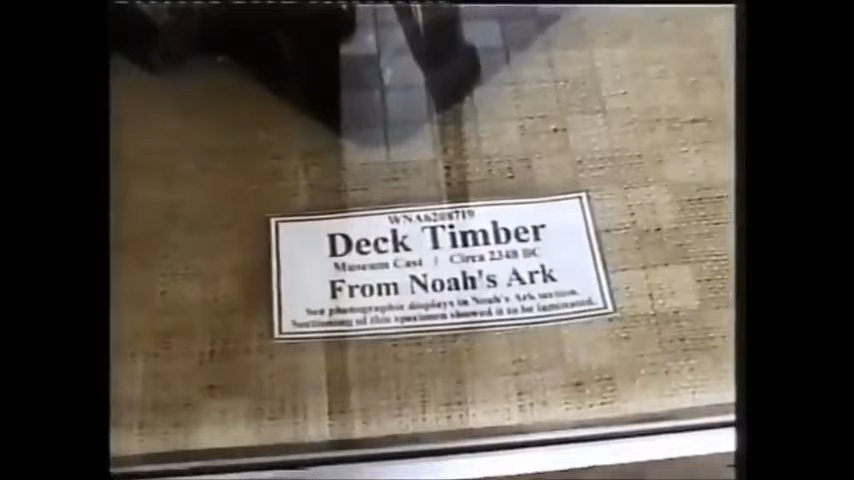 WNA6208719
Deck Timber
Museum Cast / Circa 2348 BC
From Noah's Ark
See photographic displays in Noah's Ark section.
Sectioning of this specimen showed it to be laminated.